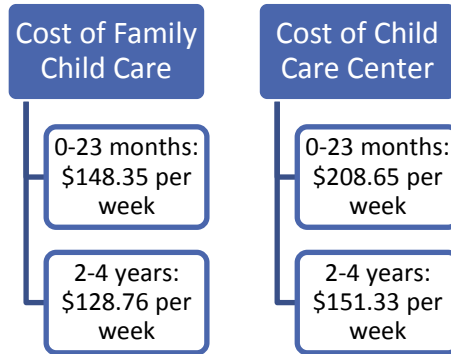 Cost of Family
Child Care
0-23 months:
$148.35 per
week
2-4 years:
$128.76 per
week
Cost of Child
Care Center
0-23 months:
$208.65 per
week
2-4 years:
$151.33 per
week